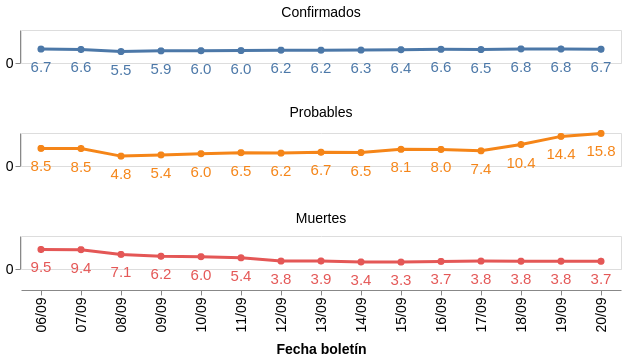 Confirmados
0
6.7 6.6 5.5 5.9 6.0 6.0 6.2 6.2 6.3 6.4 6.6 6.5 6.8 6.8 6.7
Probables
0
8.5 8.5 4.8 5.4 6.0 6.5 6.2 6.7 6.5 8.1 8.0 7.4 10.4 14.4 15.8
Muertes
0
9.5 9.4 7.1 6.2 6.0 5.4 3.8 3.9 3.4 3.3 3.7 3.8 3.8 3.8 3.7
06/09 07/09 08/09 09/09 10/09 11/09 12/09 13/09 14/09 15/09 16/09 17/09 18/09 19/09 20/09
Fecha boletín